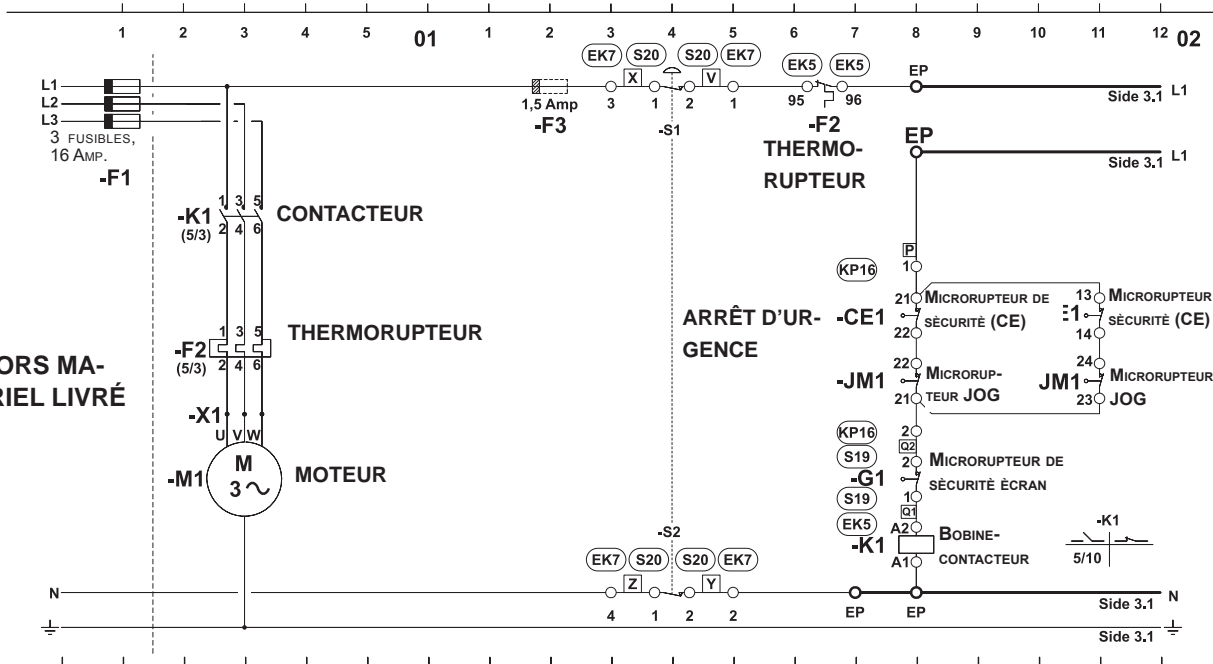 1 2 3 4 5 01 2 3 4 5 6 7 8 9 10 11 12 02
EK7 S20 S20 EK7 EK5 EK5 EP
X V
L1
L2
L3
3 FUSIBLES,
16 AMP.
-F1
1,5 Amp
-F3
3 1 2 1
-S1
95 96
-F2
THERMO-
RUPTEUR
Side 3.1 L1
EP
Side 3.1 L1
1 3 5
-K1
(5/3)
2 4 6
CONTACTEUR
P
KP16 1
ARRÊT D'UR-
GENCE
21
-CE1
22
MICRORUPTEUR DE
SÈCURITÈ (CE)
13
E1
14
MICRORUPTEUR
SÈCURITÈ (CE)
1 3 5
-F2
(5/3)
2 4 6
THERMORUPTEUR
22
-JM1
21
MICRORUP-
TEUR JOG
24
JM1
23
MICRORUPTEUR
JOG
ORS MA-
RIEL LIVRÉ
-X1
U V W
-M1
M
3
MOTEUR
KP16 2
Q2
S19 2
-G1
MICRORUPTEUR DE
SÈCURITÈ ÈCRAN
S19 1
Q1
EK5 A2
-K1
A1
BOBINE-
CONTACTEUR
-K1
5/10
-S2
EK7 S20 S20 EK7
Z Y
N
4 1 2 2
EP EP
Side 3.1 N
Side 3.1